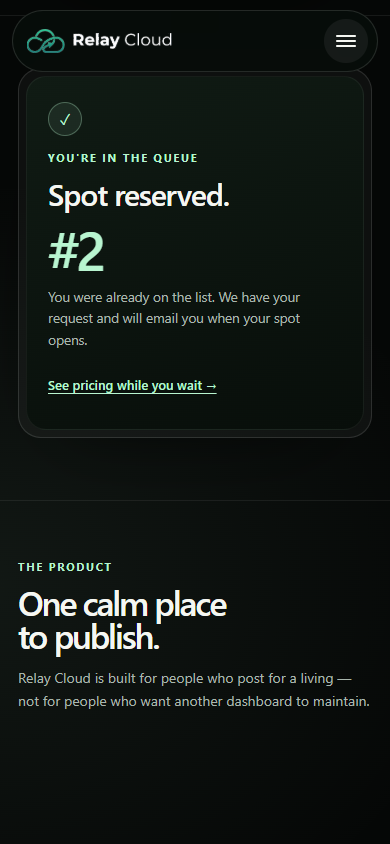 Relay Cloud
✓
YOU'RE IN THE QUEUE
Spot reserved.
#2
You were already on the list. We have your
request and will email you when your spot
opens.
See pricing while you wait →
THE PRODUCT
One calm place
to publish.
Relay Cloud is built for people who post for a living —
not for people who want another dashboard to maintain.